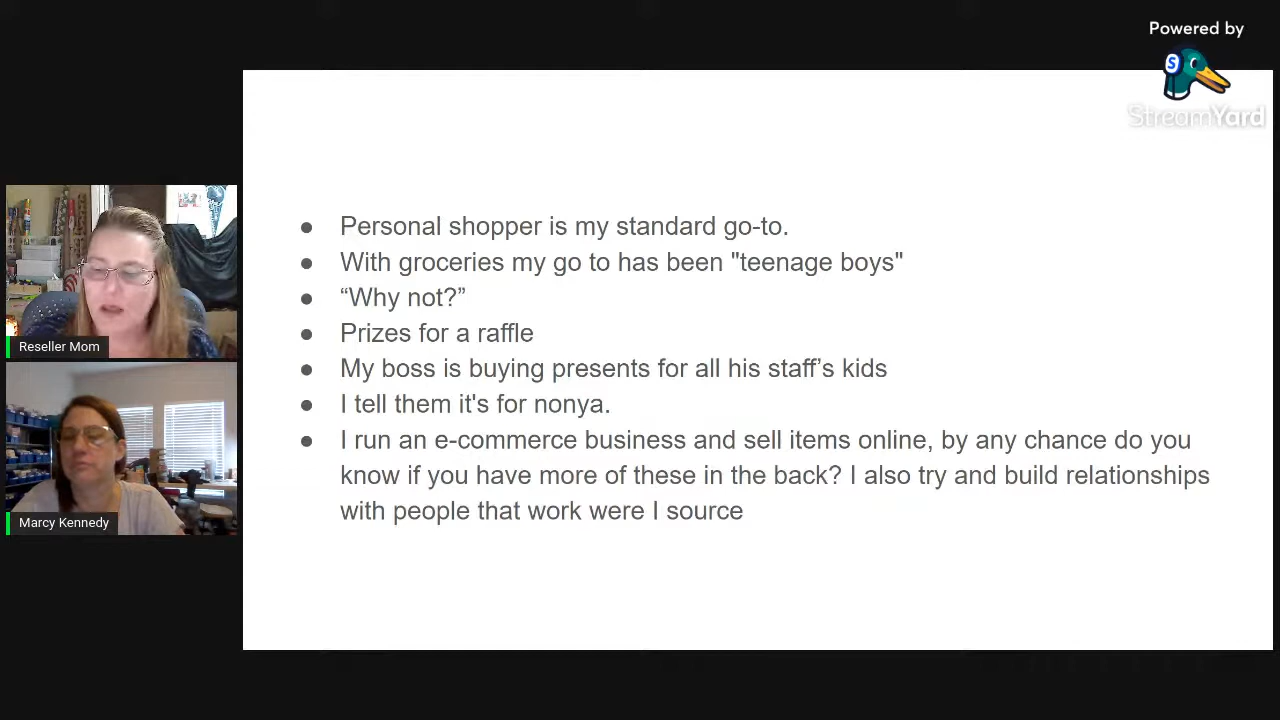 Powered by
S
StreamYard
Personal shopper is my standard go-to.
With groceries my go to has been "teenage boys"
“Why not?”
Prizes for a raffle
My boss is buying presents for all his staff’s kids
I tell them it's for nonya.
I run an e-commerce business and sell items online, by any chance do you
know if you have more of these in the back? I also try and build relationships
with people that work were I source
Reseller Mom
Marcy Kennedy